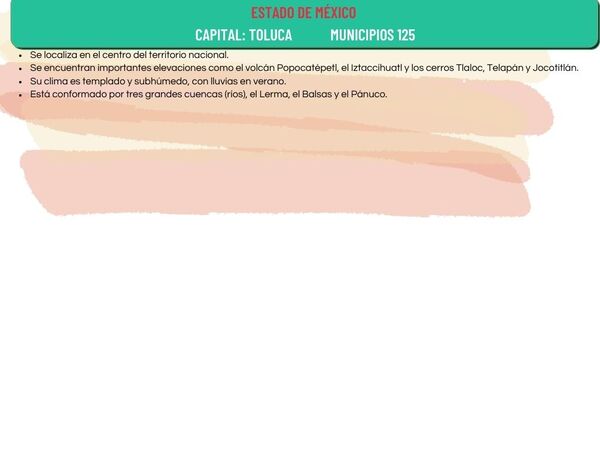 ESTADO DE MÉXICO
CAPITAL: TOLUCA MUNICIPIOS 125
• Se localiza en el centro del territorio nacional.
• Se encuentran importantes elevaciones como el volcán Popocatépetl, el Iztaccíhuatl y los cerros Tlaloc, Telapán y Jocotitlán.
• Su clima es templado y subhúmedo, con lluvias en verano.
• Está conformado por tres grandes cuencas (ríos), el Lerma, el Balsas y el Pánuco.